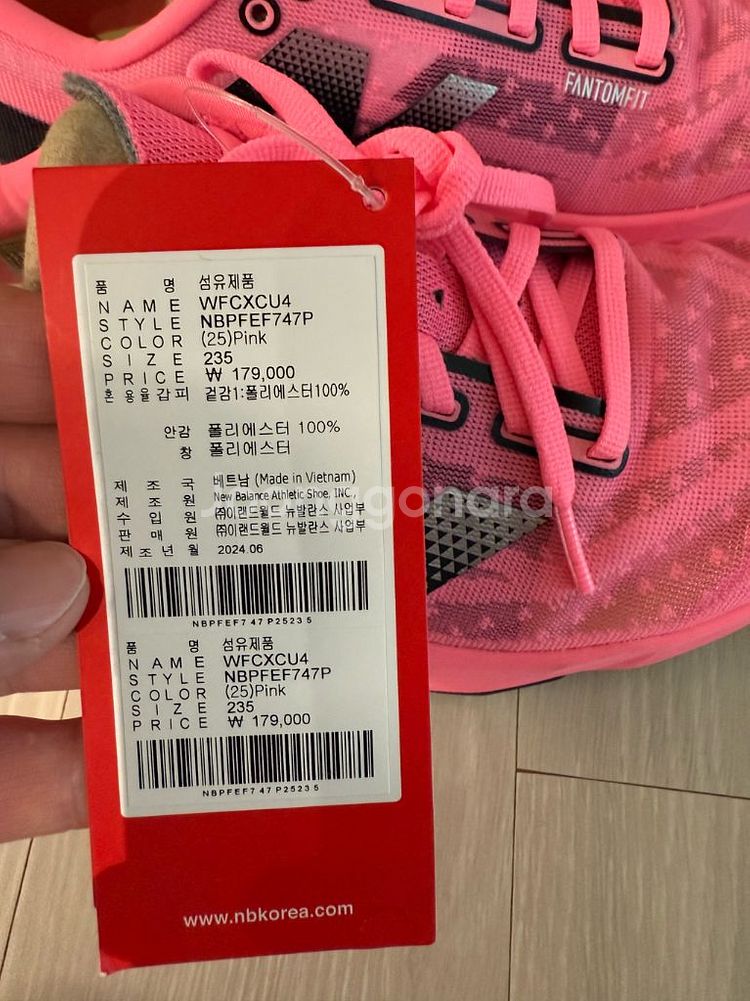 FANTOMFIT
품 명 섬유제품
NAME WFCXCU4
STYLE NBPFEF747P
COLOR (25)Pink
SIZE 235
PRICE ₩ 179,000
혼용율갑피 겉감1:폴리에스터100%
안감 폴리에스터 100%
창 폴리에스터
제조국 베트남 (Made in Vietnam)
제조원 New Balance Athletic Shoe, INC.,
수입원 ㈜이랜드월드 뉴발란스 사업부
판매원 ㈜이랜드월드 뉴발란스 사업부
제조년월 2024.06
NBPFEF747P25235
품 명 섬유제품
NAME WFCXCU4
STYLE NBPFEF747P
COLOR (25)Pink
SIZE 235
PRICE ₩ 179,000
NBPFEF747P25235
www.nbkorea.com